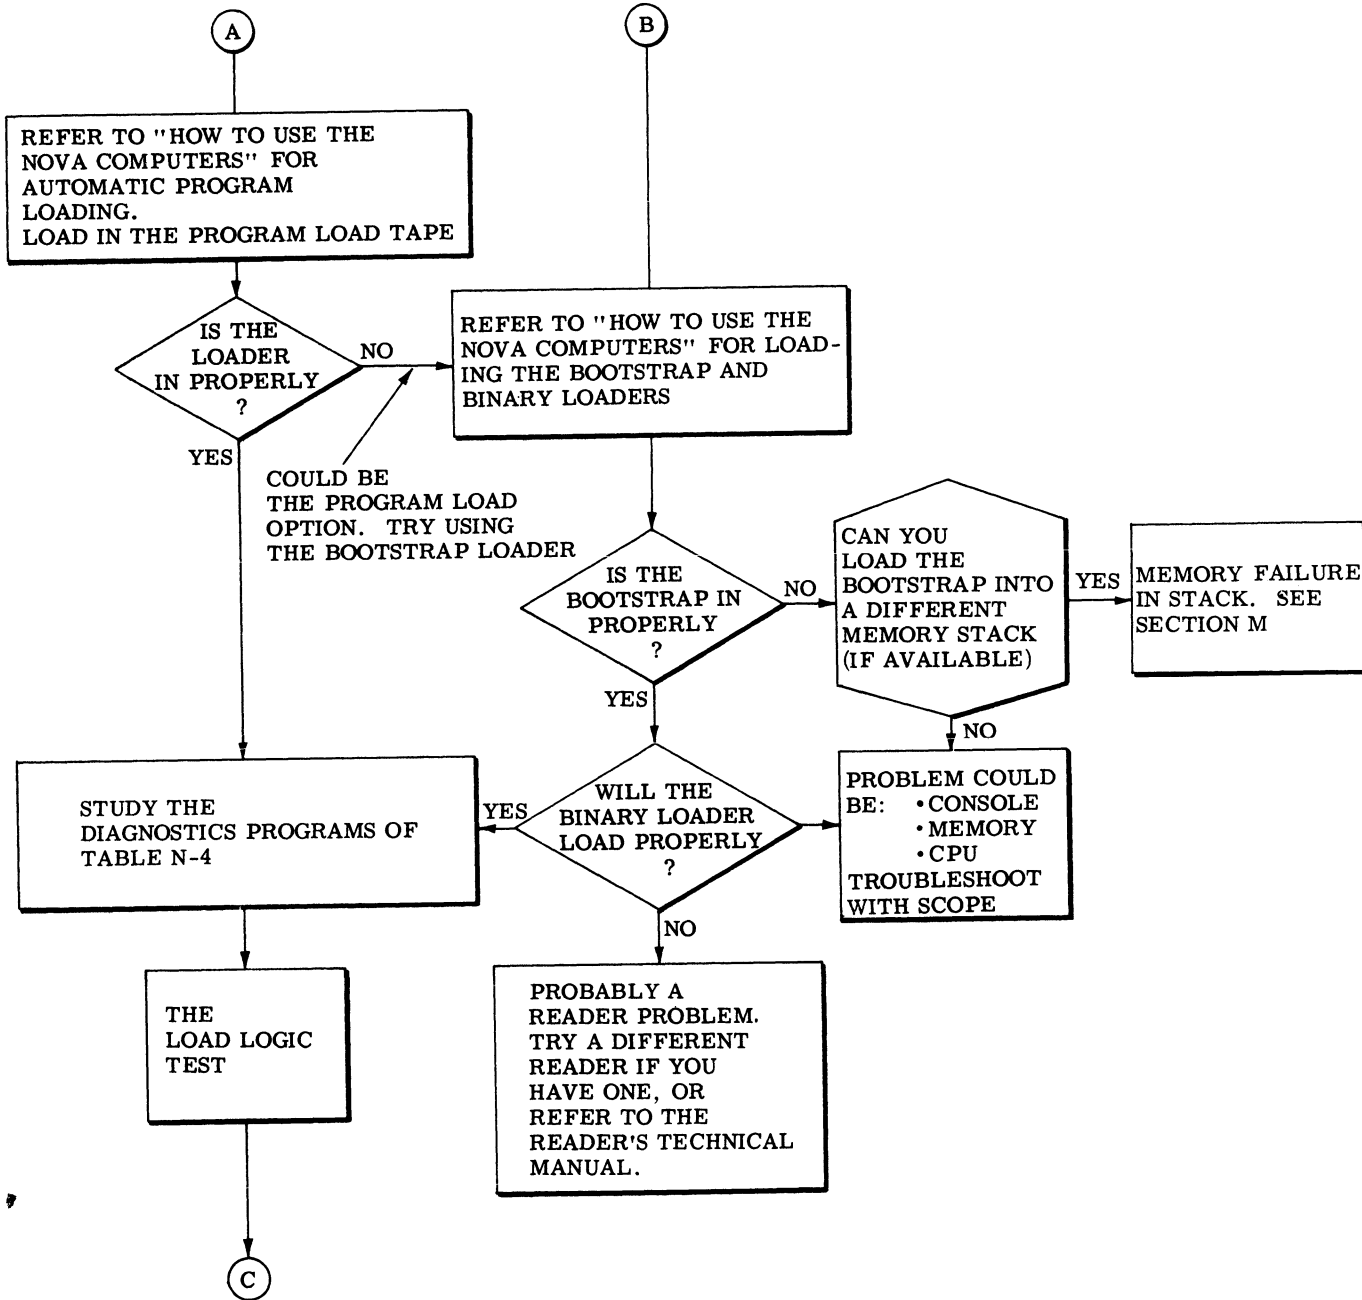 A
B
REFER TO "HOW TO USE THE
NOVA COMPUTERS" FOR
AUTOMATIC PROGRAM
LOADING.
LOAD IN THE PROGRAM LOAD TAPE
IS THE
LOADER
IN PROPERLY
?
NO
YES
COULD BE
THE PROGRAM LOAD
OPTION. TRY USING
THE BOOTSTRAP LOADER
REFER TO "HOW TO USE THE
NOVA COMPUTERS" FOR LOAD-
ING THE BOOTSTRAP AND
BINARY LOADERS
IS THE
BOOTSTRAP IN
PROPERLY
?
NO
YES
CAN YOU
LOAD THE
BOOTSTRAP INTO
A DIFFERENT
MEMORY STACK
(IF AVAILABLE)
YES
NO
MEMORY FAILURE
IN STACK. SEE
SECTION M
STUDY THE
DIAGNOSTICS PROGRAMS OF
TABLE N-4
YES
WILL THE
BINARY LOADER
LOAD PROPERLY
?
NO
PROBLEM COULD
BE: • CONSOLE
• MEMORY
• CPU
TROUBLESHOOT
WITH SCOPE
THE
LOAD LOGIC
TEST
PROBABLY A
READER PROBLEM.
TRY A DIFFERENT
READER IF YOU
HAVE ONE, OR
REFER TO THE
READER'S TECHNICAL
MANUAL.
C